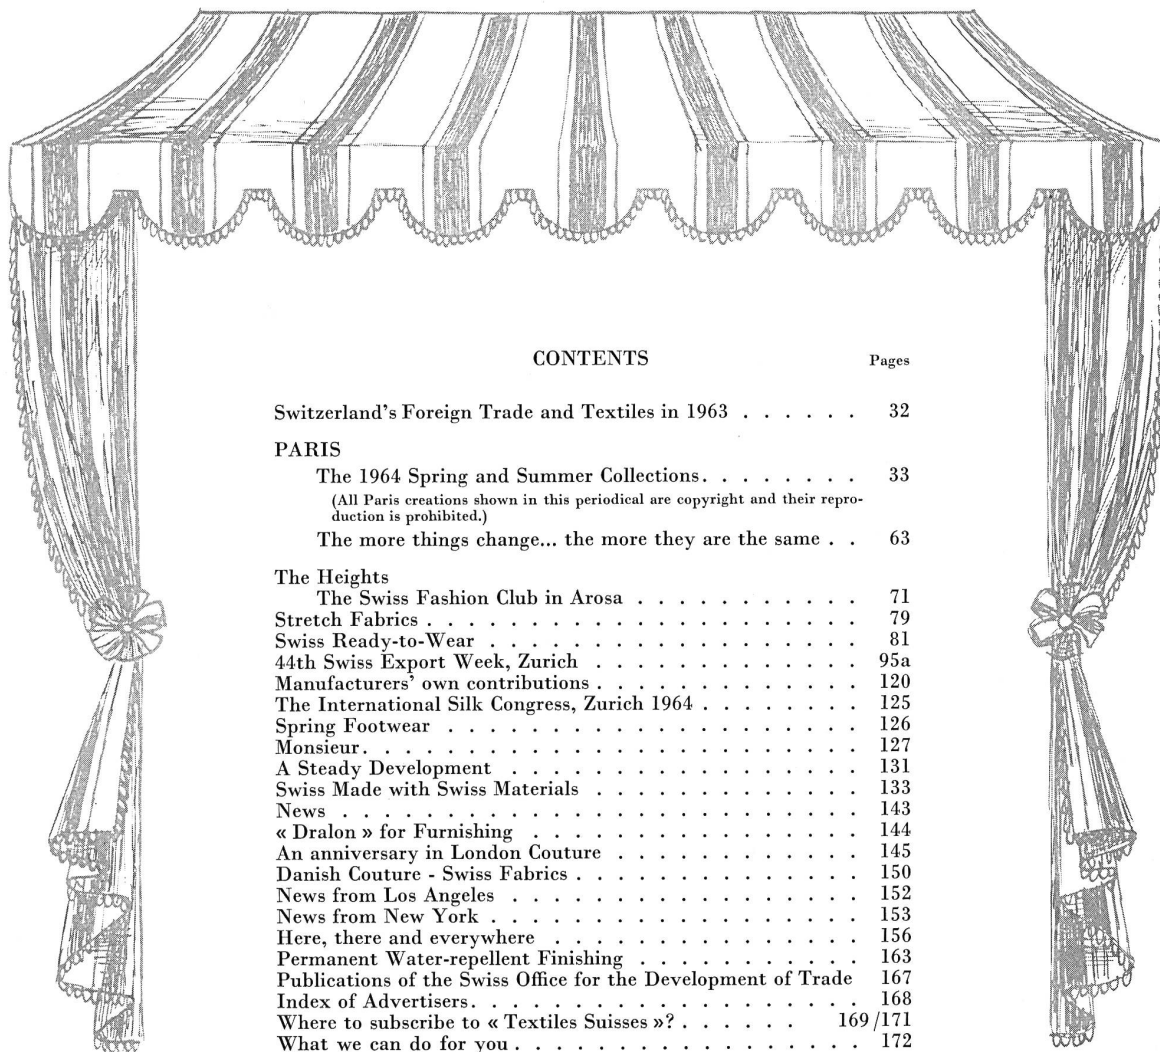 CONTENTS Pages
Switzerland's Foreign Trade and Textiles in 1963 . . . . . . 32
PARIS
The 1964 Spring and Summer Collections. . . . . . . . 33
(All Paris creations shown in this periodical are copyright and their repro-
duction is prohibited.)
The more things change... the more they are the same . . 63
The Heights
The Swiss Fashion Club in Arosa . . . . . . . . . . . 71
Stretch Fabrics . . . . . . . . . . . . . . . . . . . . . 79
Swiss Ready-to-Wear . . . . . . . . . . . . . . . . . . 81
44th Swiss Export Week, Zurich . . . . . . . . . . . . . 95a
Manufacturers' own contributions . . . . . . . . . . . . . 120
The International Silk Congress, Zurich 1964 . . . . . . . . 125
Spring Footwear . . . . . . . . . . . . . . . . . . . . 126
Monsieur. . . . . . . . . . . . . . . . . . . . . . . . 127
A Steady Development . . . . . . . . . . . . . . . . . 131
Swiss Made with Swiss Materials . . . . . . . . . . . . . 133
News . . . . . . . . . . . . . . . . . . . . . . . . . 143
« Dralon » for Furnishing . . . . . . . . . . . . . . . . 144
An anniversary in London Couture . . . . . . . . . . . . 145
Danish Couture - Swiss Fabrics . . . . . . . . . . . . . . 150
News from Los Angeles . . . . . . . . . . . . . . . . . 152
News from New York . . . . . . . . . . . . . . . . . . 153
Here, there and everywhere . . . . . . . . . . . . . . . 156
Permanent Water-repellent Finishing . . . . . . . . . . . 163
Publications of the Swiss Office for the Development of Trade 167
Index of Advertisers. . . . . . . . . . . . . . . . . . . 168
Where to subscribe to « Textiles Suisses »? . . . . . . 169/171
What we can do for you . . . . . . . . . . . . . . . . . 172